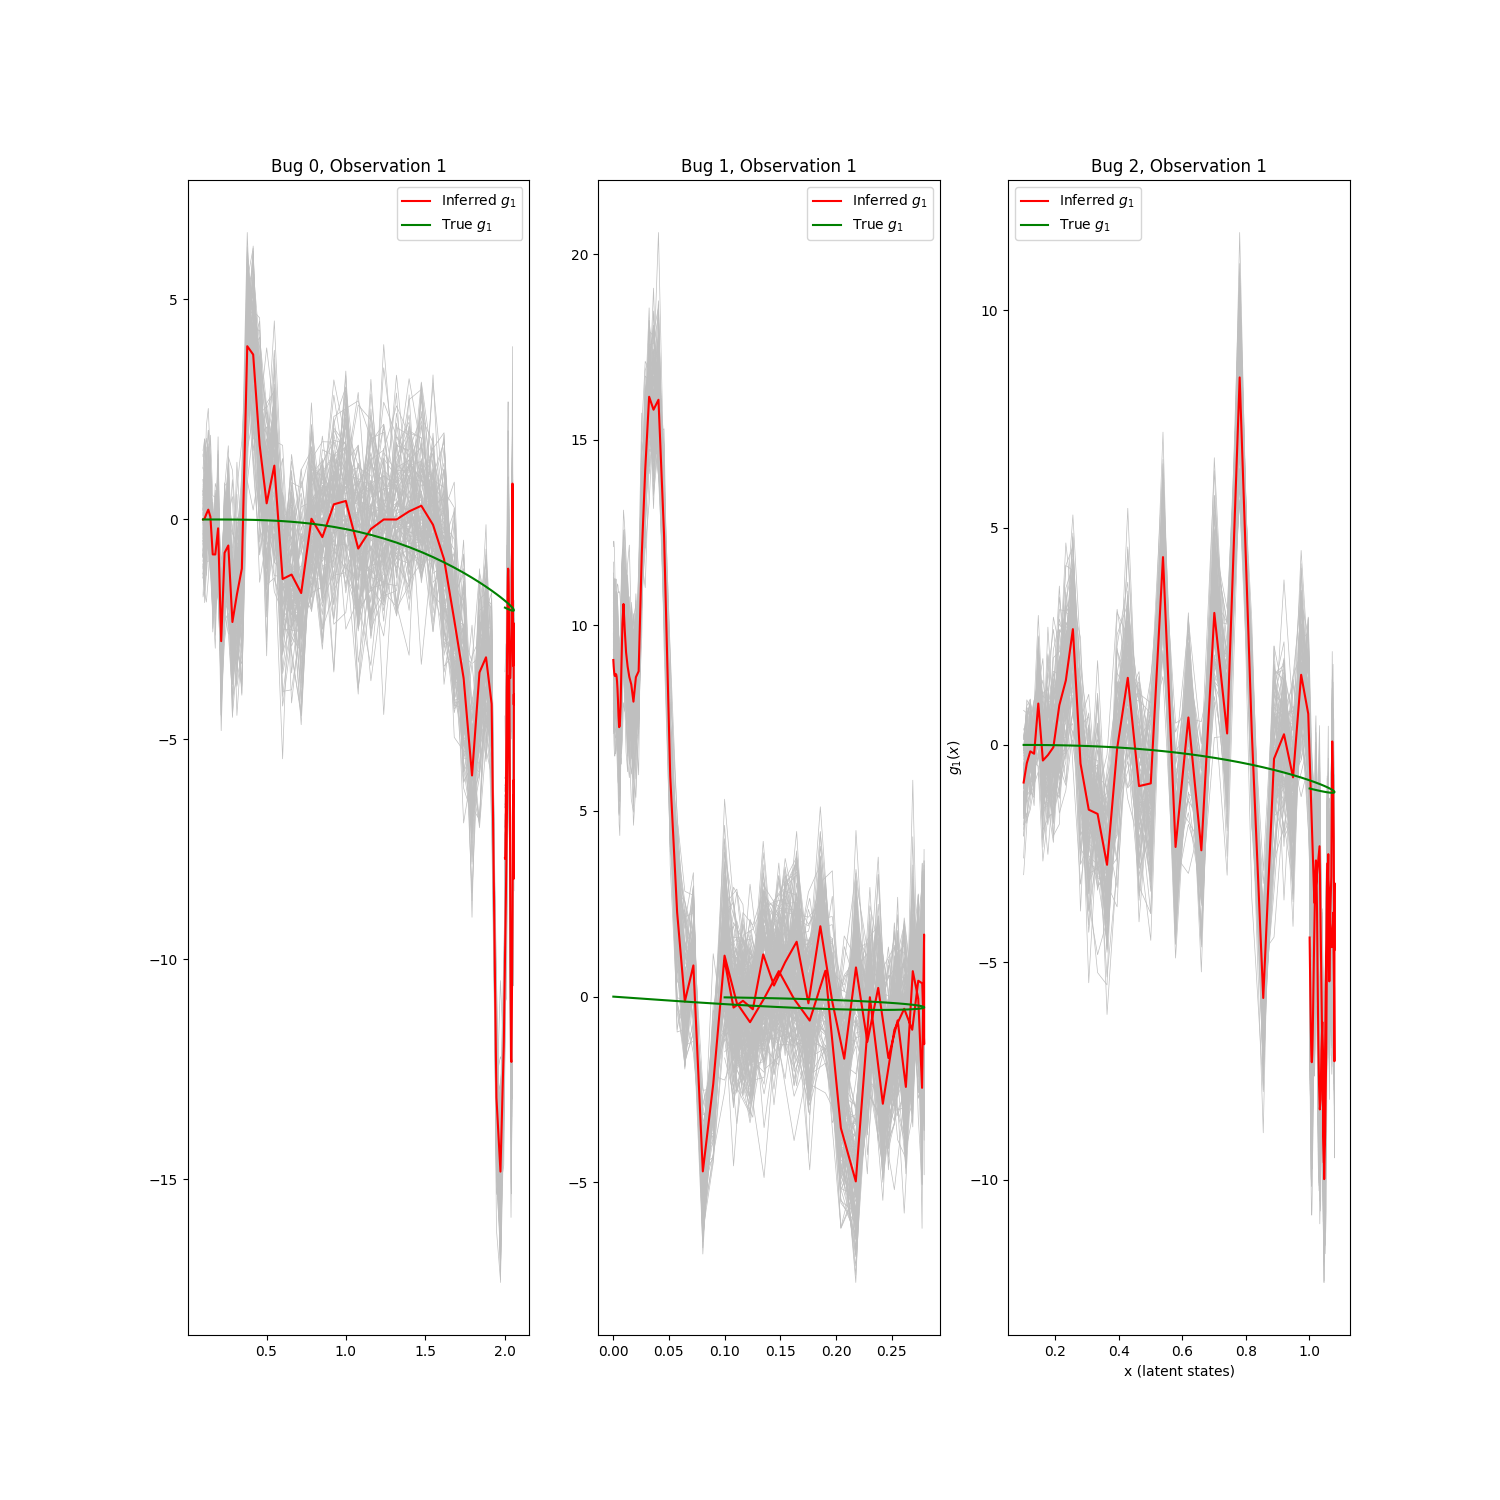 Bug 0, Observation 1
Inferred g₁
True g₁
5
0
−5
−10
−15
0.5 1.0 1.5 2.0
Bug 1, Observation 1
Inferred g₁
True g₁
20
15
10
5
0
−5
0.00 0.05 0.10 0.15 0.20 0.25
Bug 2, Observation 1
Inferred g₁
True g₁
g₁(x)
10
5
0
−5
−10
0.2 0.4 0.6 0.8 1.0
x (latent states)